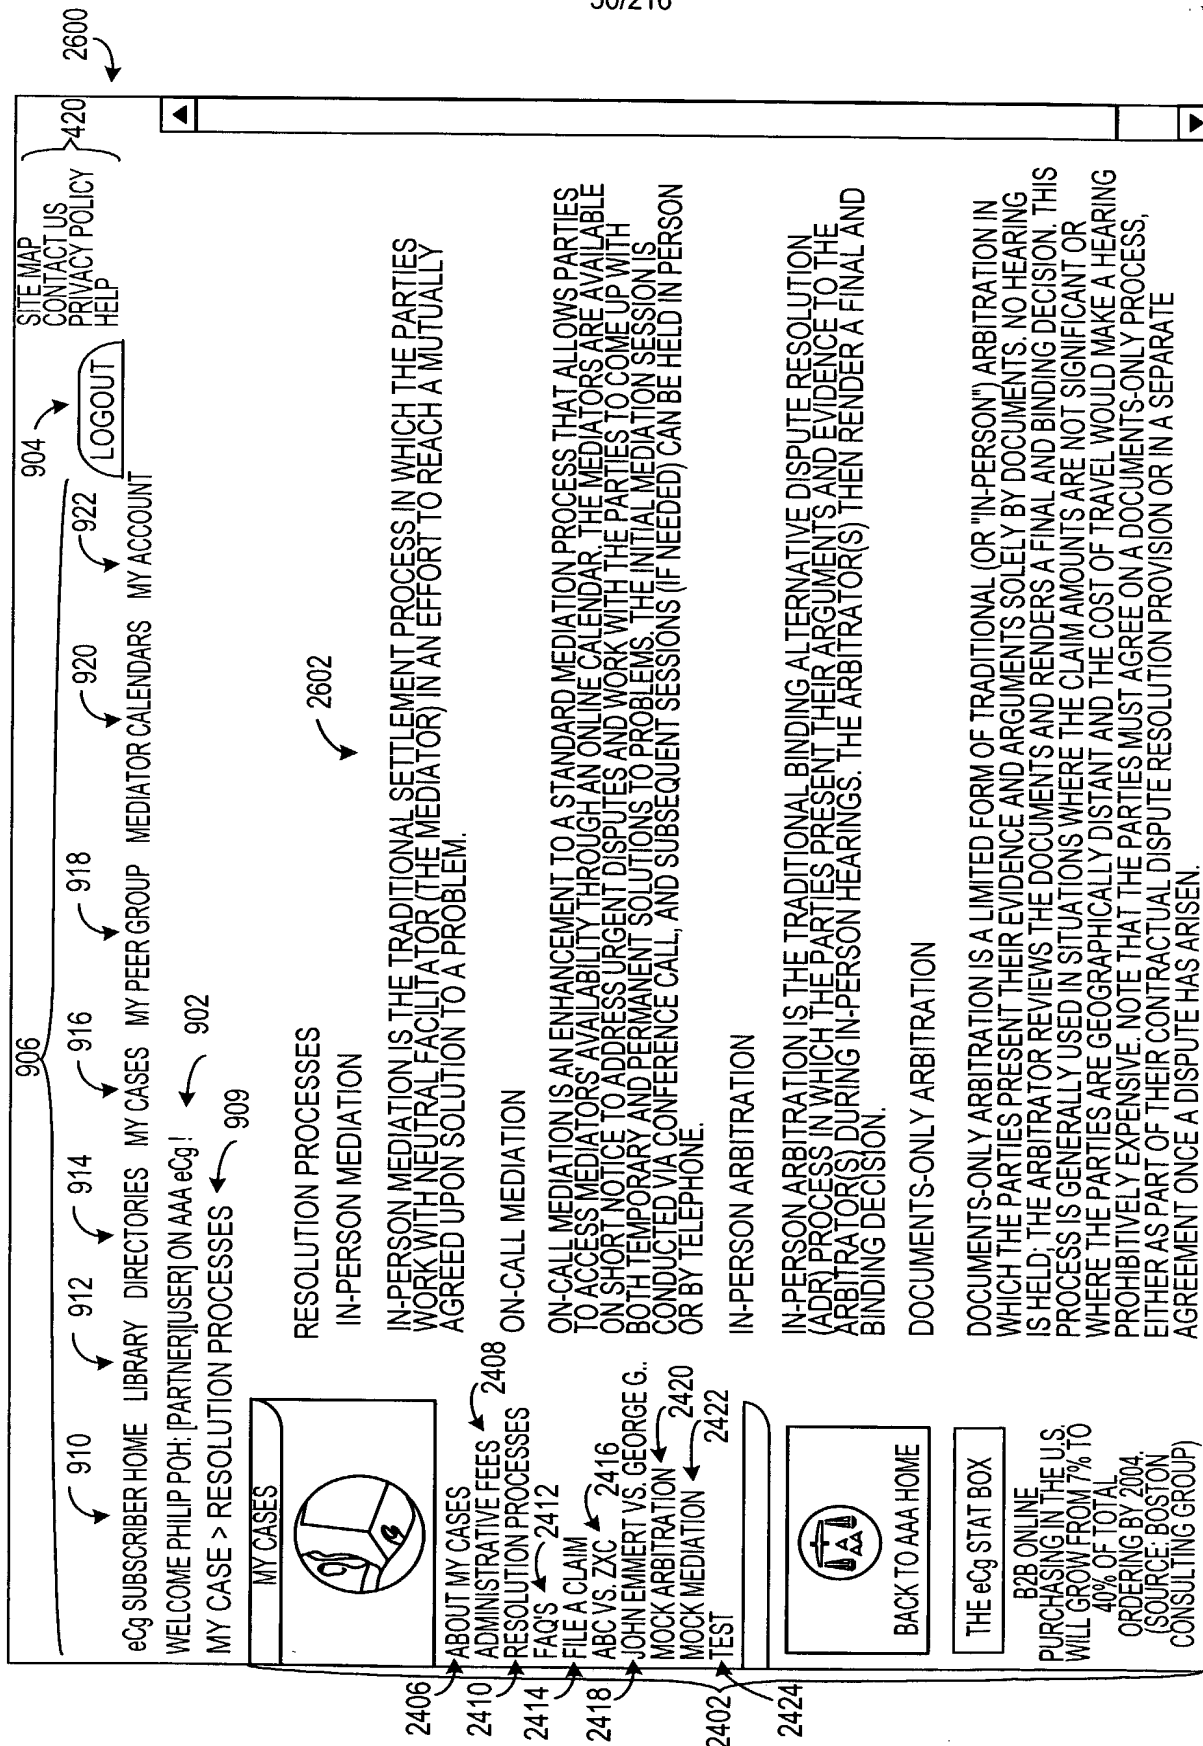 50/216
2600
906
904
910
912
914
916
918
920
922
LOGOUT
SITE MAP
CONTACT US
PRIVACY POLICY
HELP
420
eCg SUBSCRIBER HOME LIBRARY DIRECTORIES MY CASES MY PEER GROUP MEDIATOR CALENDARS MY ACCOUNT
WELCOME PHILIP POH: [PARTNER][USER] ON AAA eCg !
902
MY CASE > RESOLUTION PROCESSES
909
MY CASES
2406
ABOUT MY CASES
ADMINISTRATIVE FEES
2408
2410
RESOLUTION PROCESSES
FAQ'S
2412
2414
FILE A CLAIM
ABC VS. ZXC
2416
2418
JOHN EMMERT VS. GEORGE G..
MOCK ARBITRATION
2420
MOCK MEDIATION
2422
2402
TEST
2424
BACK TO AAA HOME
THE eCg STAT BOX
B2B ONLINE
PURCHASING IN THE U.S.
WILL GROW FROM 7% TO
40% OF TOTAL
ORDERING BY 2004.
(SOURCE: BOSTON
CONSULTING GROUP)
RESOLUTION PROCESSES
2602
IN-PERSON MEDIATION
IN-PERSON MEDIATION IS THE TRADITIONAL SETTLEMENT PROCESS IN WHICH THE PARTIES
WORK WITH NEUTRAL FACILITATOR (THE MEDIATOR) IN AN EFFORT TO REACH A MUTUALLY
AGREED UPON SOLUTION TO A PROBLEM.
ON-CALL MEDIATION
ON-CALL MEDIATION IS AN ENHANCEMENT TO A STANDARD MEDIATION PROCESS THAT ALLOWS PARTIES
TO ACCESS MEDIATORS' AVAILABILITY THROUGH AN ONLINE CALENDAR. THE MEDIATORS ARE AVAILABLE
ON SHORT NOTICE TO ADDRESS URGENT DISPUTES AND WORK WITH THE PARTIES TO COME UP WITH
BOTH TEMPORARY AND PERMANENT SOLUTIONS TO PROBLEMS. THE INITIAL MEDIATION SESSION IS
CONDUCTED VIA CONFERENCE CALL, AND SUBSEQUENT SESSIONS (IF NEEDED) CAN BE HELD IN PERSON
OR BY TELEPHONE.
IN-PERSON ARBITRATION
IN-PERSON ARBITRATION IS THE TRADITIONAL BINDING ALTERNATIVE DISPUTE RESOLUTION
(ADR) PROCESS IN WHICH THE PARTIES PRESENT THEIR ARGUMENTS AND EVIDENCE TO THE
ARBITRATOR(S) DURING IN-PERSON HEARINGS. THE ARBITRATOR(S) THEN RENDER A FINAL AND
BINDING DECISION.
DOCUMENTS-ONLY ARBITRATION
DOCUMENTS-ONLY ARBITRATION IS A LIMITED FORM OF TRADITIONAL (OR "IN-PERSON") ARBITRATION IN
WHICH THE PARTIES PRESENT THEIR EVIDENCE AND ARGUMENTS SOLELY BY DOCUMENTS. NO HEARING
IS HELD; THE ARBITRATOR REVIEWS THE DOCUMENTS AND RENDERS A FINAL AND BINDING DECISION. THIS
PROCESS IS GENERALLY USED IN SITUATIONS WHERE THE CLAIM AMOUNTS ARE NOT SIGNIFICANT OR
WHERE THE PARTIES ARE GEOGRAPHICALLY DISTANT AND THE COST OF TRAVEL WOULD MAKE A HEARING
PROHIBITIVELY EXPENSIVE. NOTE THAT THE PARTIES MUST AGREE ON A DOCUMENTS-ONLY PROCESS,
EITHER AS PART OF THEIR CONTRACTUAL DISPUTE RESOLUTION PROVISION OR IN A SEPARATE
AGREEMENT ONCE A DISPUTE HAS ARISEN.